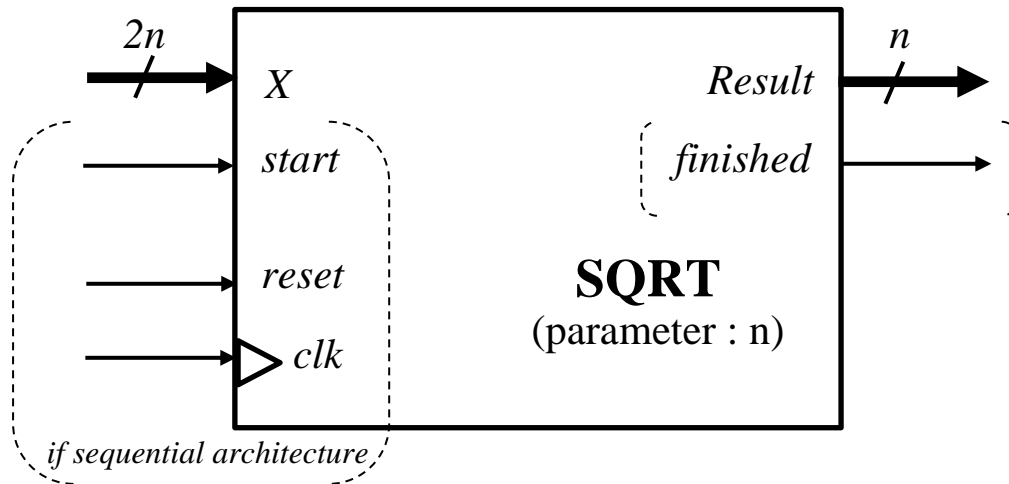 2n
n
X
Result
start
finished
reset
SQRT
(parameter : n)
clk
if sequential architecture